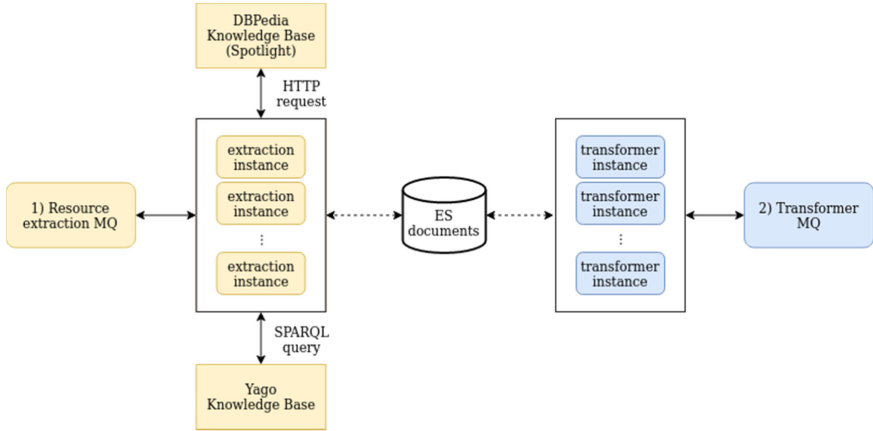 DBPedia
Knowledge Base
(Spotlight)
HTTP
request
extraction
instance
extraction
instance
...
extraction
instance
1) Resource
extraction MQ
ES
documents
transformer
instance
transformer
instance
...
transformer
instance
2) Transformer
MQ
SPARQL
query
Yago
Knowledge Base